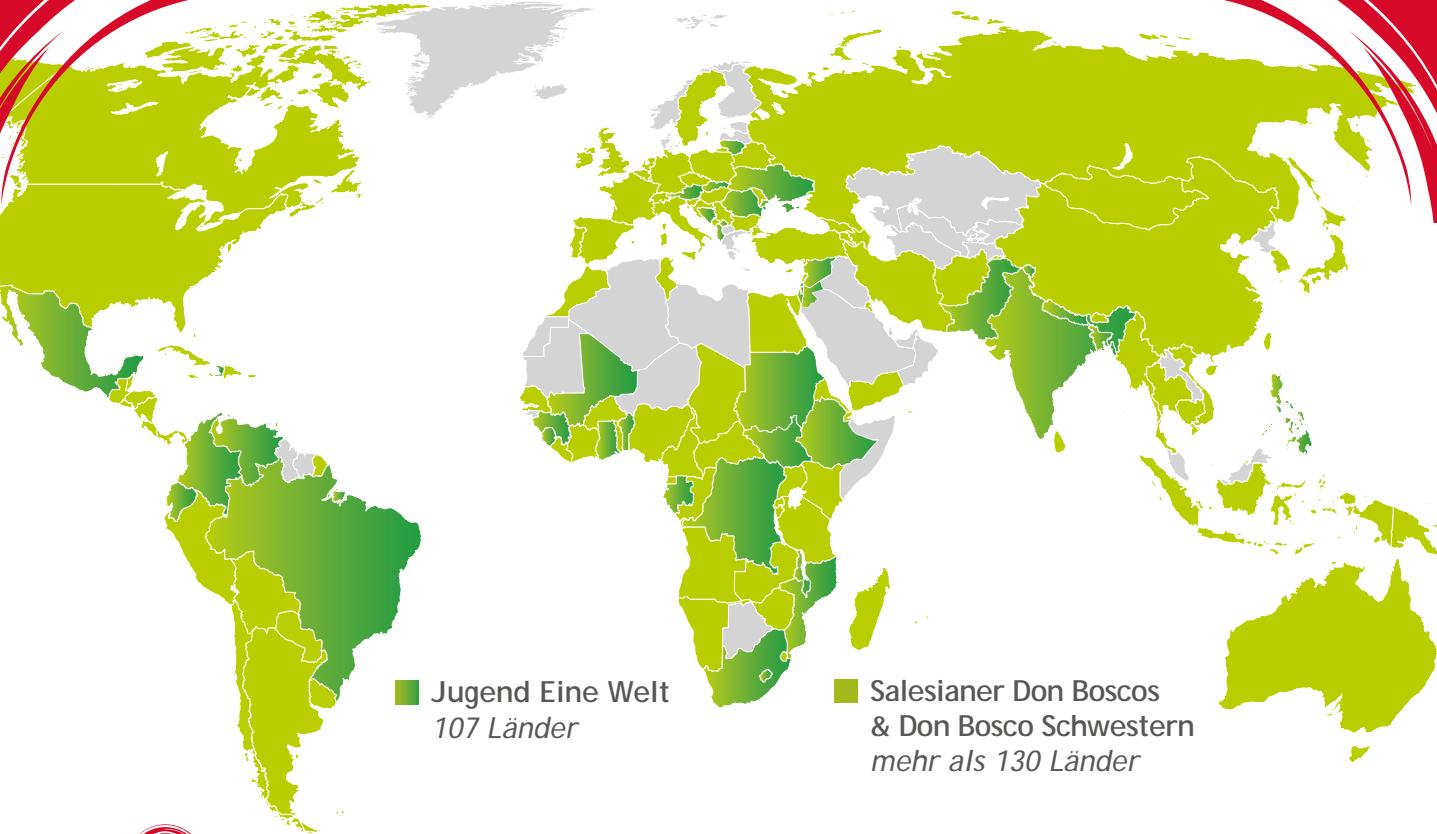 Jugend Eine Welt
107 Länder
Salesianer Don Boscos
& Don Bosco Schwestern
mehr als 130 Länder